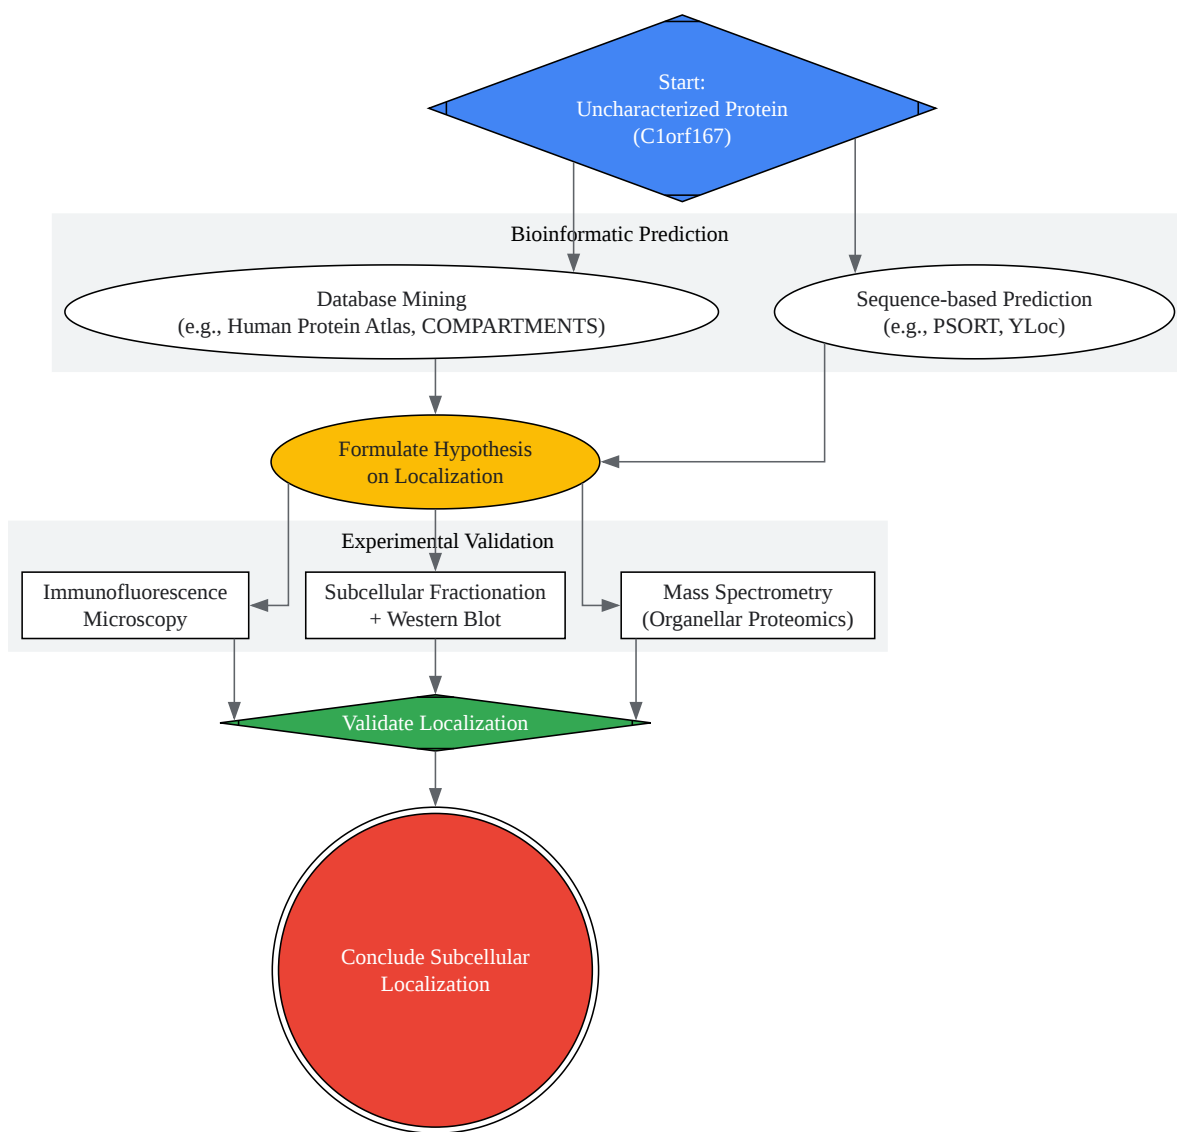 Start:
Uncharacterized Protein
(C1orf167)
Bioinformatic Prediction
Database Mining
(e.g., Human Protein Atlas, COMPARTMENTS)
Sequence-based Prediction
(e.g., PSORT, YLoc)
Formulate Hypothesis
on Localization
Experimental Validation
Immunofluorescence
Microscopy
Subcellular Fractionation
+ Western Blot
Mass Spectrometry
(Organellar Proteomics)
Validate Localization
Conclude Subcellular
Localization